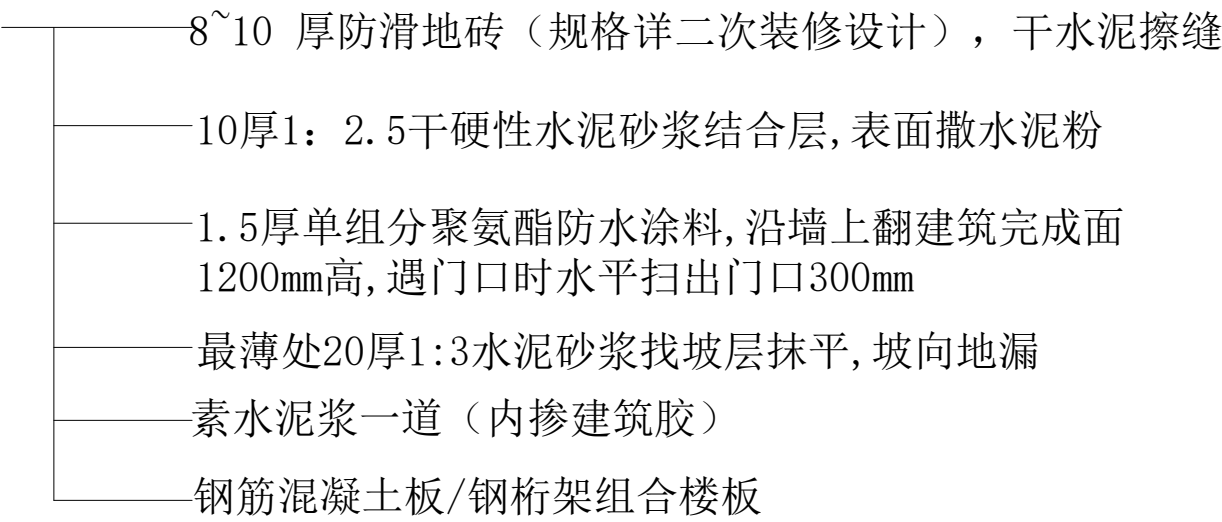 8~10 厚防滑地砖（规格详二次装修设计），干水泥擦缝
10厚1：2.5干硬性水泥砂浆结合层,表面撒水泥粉
1.5厚单组分聚氨酯防水涂料,沿墙上翻建筑完成面
1200mm高,遇门口时水平扫出门口300mm
最薄处20厚1:3水泥砂浆找坡层抹平,坡向地漏
素水泥浆一道（内掺建筑胶）
钢筋混凝土板/钢桁架组合楼板